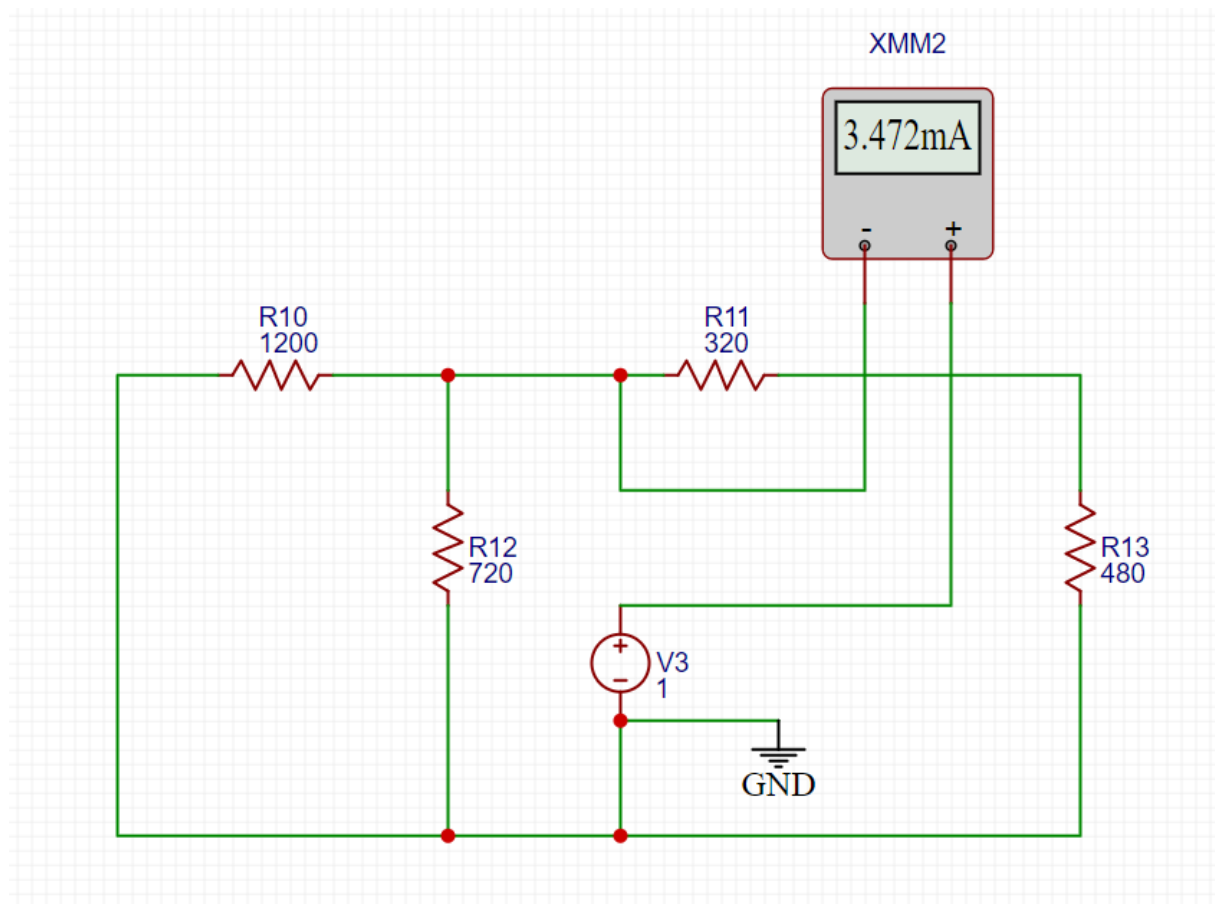 XMM2
3.472mA
- +
R10
1200
R11
320
R12
720
R13
480
+
V3
−
1
GND